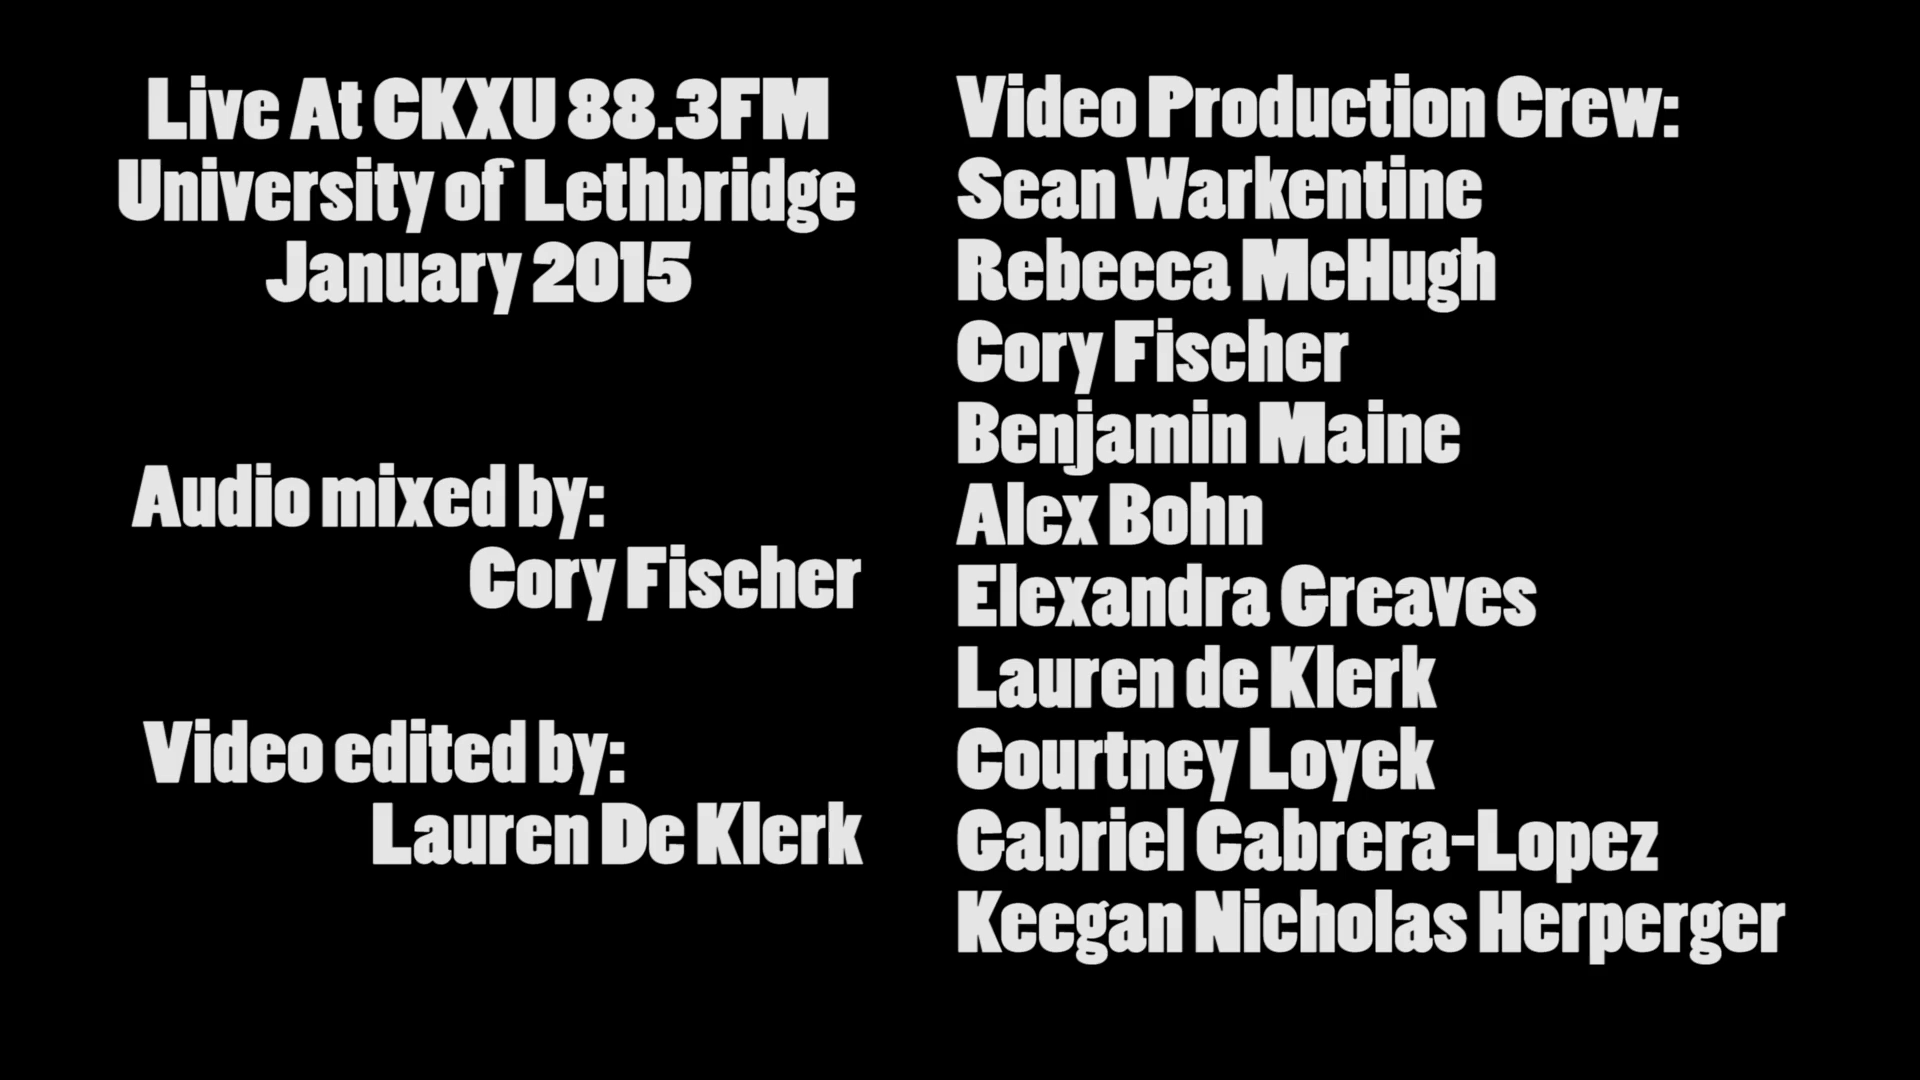 Live At CKXU 88.3FM
University of Lethbridge
January 2015
Audio mixed by:
Cory Fischer
Video edited by:
Lauren De Klerk
Video Production Crew:
Sean Warkentine
Rebecca McHugh
Cory Fischer
Benjamin Maine
Alex Bohn
Elexandra Greaves
Lauren de Klerk
Courtney Loyek
Gabriel Cabrera-Lopez
Keegan Nicholas Herperger